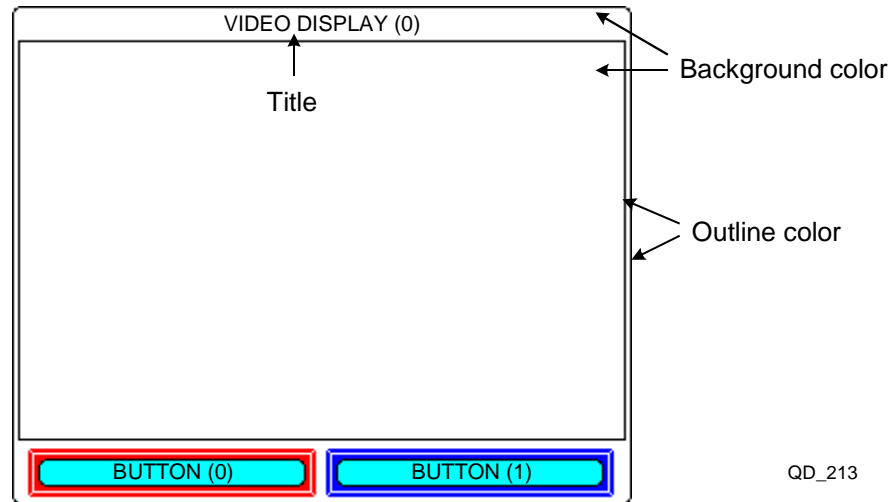 VIDEO DISPLAY (0)
Background color
Title
Outline color
BUTTON (0)
BUTTON (1)
QD_213